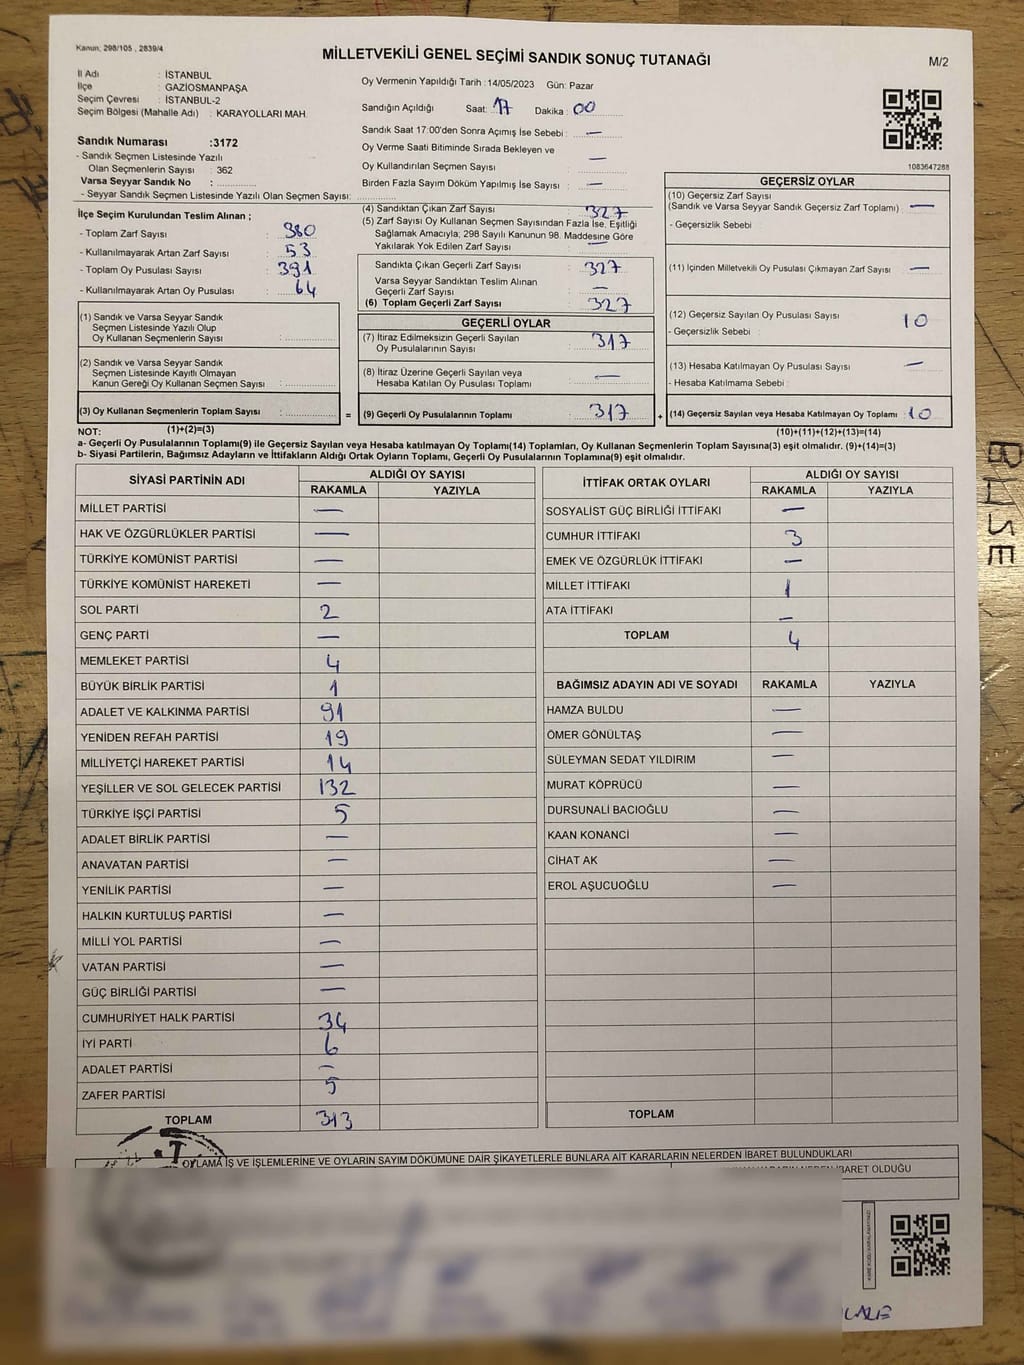 Kanun; 298/105 , 2839/4
MİLLETVEKİLİ GENEL SEÇİMİ SANDIK SONUÇ TUTANAĞI
M/2
İl Adı : İSTANBUL
İlçe : GAZİOSMANPAŞA
Seçim Çevresi : İSTANBUL-2
Seçim Bölgesi (Mahalle Adı) : KARAYOLLARI MAH.
Sandık Numarası :3172
- Sandık Seçmen Listesinde Yazılı
Olan Seçmenlerin Sayısı : 362
Varsa Seyyar Sandık No :
- Seyyar Sandık Seçmen Listesinde Yazılı Olan Seçmen Sayısı:
İlçe Seçim Kurulundan Teslim Alınan ;
- Toplam Zarf Sayısı : 380
- Kullanılmayarak Artan Zarf Sayısı : 53
- Toplam Oy Pusulası Sayısı : 391
- Kullanılmayarak Artan Oy Pusulası : 64
(1) Sandık ve Varsa Seyyar Sandık
Seçmen Listesinde Yazılı Olup
Oy Kullanan Seçmenlerin Sayısı :
(2) Sandık ve Varsa Seyyar Sandık
Seçmen Listesinde Kayıtlı Olmayan
Kanun Gereği Oy Kullanan Seçmen Sayısı :
(3) Oy Kullanan Seçmenlerin Toplam Sayısı :
(1)+(2)=(3)
Oy Vermenin Yapıldığı Tarih : 14/05/2023 Gün: Pazar
Sandığın Açıldığı Saat: 17 Dakika : 00
Sandık Saat 17:00'den Sonra Açımış İse Sebebi : —
Oy Verme Saati Bitiminde Sırada Bekleyen ve
Oy Kullandırılan Seçmen Sayısı : —
Birden Fazla Sayım Döküm Yapılmış İse Sayısı : —
(4) Sandıktan Çıkan Zarf Sayısı : 327
(5) Zarf Sayısı Oy Kullanan Seçmen Sayısından Fazla İse, Eşitliği
Sağlamak Amacıyla; 298 Sayılı Kanunun 98. Maddesine Göre
Yakılarak Yok Edilen Zarf Sayısı : —
Sandıkta Çıkan Geçerli Zarf Sayısı : 327
Varsa Seyyar Sandıktan Teslim Alınan
Geçerli Zarf Sayısı : —
(6) Toplam Geçerli Zarf Sayısı : 327
GEÇERLİ OYLAR
(7) İtiraz Edilmeksizin Geçerli Sayılan
Oy Pusulalarının Sayısı : 317
(8) İtiraz Üzerine Geçerli Sayılan veya
Hesaba Katılan Oy Pusulası Toplamı : —
= (9) Geçerli Oy Pusulalarının Toplamı : 317 +
1083647288
GEÇERSİZ OYLAR
(10) Geçersiz Zarf Sayısı
(Sandık ve Varsa Seyyar Sandık Geçersiz Zarf Toplamı) : —
- Geçersizlik Sebebi :
(11) İçinden Milletvekili Oy Pusulası Çıkmayan Zarf Sayısı : —
(12) Geçersiz Sayılan Oy Pusulası Sayısı : 10
- Geçersizlik Sebebi :
(13) Hesaba Katılmayan Oy Pusulası Sayısı : —
- Hesaba Katılmama Sebebi :
(14) Geçersiz Sayılan veya Hesaba Katılmayan Oy Toplamı : 10
(10)+(11)+(12)+(13)=(14)
NOT:
a- Geçerli Oy Pusulalarının Toplamı(9) ile Geçersiz Sayılan veya Hesaba katılmayan Oy Toplamı(14) Toplamları, Oy Kullanan Seçmenlerin Toplam Sayısına(3) eşit olmalıdır. (9)+(14)=(3)
b- Siyasi Partilerin, Bağımsız Adayların ve İttifakların Aldığı Ortak Oyların Toplamı, Geçerli Oy Pusulalarının Toplamına(9) eşit olmalıdır.
SİYASİ PARTİNİN ADI ALDIĞI OY SAYISI
RAKAMLA YAZIYLA
MİLLET PARTİSİ —
HAK VE ÖZGÜRLÜKLER PARTİSİ —
TÜRKİYE KOMÜNİST PARTİSİ —
TÜRKİYE KOMÜNİST HAREKETİ —
SOL PARTİ 2
GENÇ PARTİ —
MEMLEKET PARTİSİ 4
BÜYÜK BİRLİK PARTİSİ 1
ADALET VE KALKINMA PARTİSİ 91
YENİDEN REFAH PARTİSİ 19
MİLLİYETÇİ HAREKET PARTİSİ 14
YEŞİLLER VE SOL GELECEK PARTİSİ 132
TÜRKİYE İŞÇİ PARTİSİ 5
ADALET BİRLİK PARTİSİ —
ANAVATAN PARTİSİ —
YENİLİK PARTİSİ —
HALKIN KURTULUŞ PARTİSİ —
MİLLİ YOL PARTİSİ —
VATAN PARTİSİ —
GÜÇ BİRLİĞİ PARTİSİ —
CUMHURİYET HALK PARTİSİ 34
İYİ PARTİ 6
ADALET PARTİSİ —
ZAFER PARTİSİ 5
TOPLAM 313
İTTİFAK ORTAK OYLARI ALDIĞI OY SAYISI
RAKAMLA YAZIYLA
SOSYALİST GÜÇ BİRLİĞİ İTTİFAKI —
CUMHUR İTTİFAKI 3
EMEK VE ÖZGÜRLÜK İTTİFAKI —
MİLLET İTTİFAKI 1
ATA İTTİFAKI —
TOPLAM 4
BAĞIMSIZ ADAYIN ADI VE SOYADI RAKAMLA YAZIYLA
HAMZA BULDU —
ÖMER GÖNÜLTAŞ —
SÜLEYMAN SEDAT YILDIRIM —
MURAT KÖPRÜCÜ —
DURSUNALİ BACIOĞLU —
KAAN KONANCİ —
CİHAT AK —
EROL AŞUCUOĞLU —
TOPLAM
OYLAMA İŞ VE İŞLEMLERİNE VE OYLARIN SAYIM DÖKÜMÜNE DAİR ŞİKAYETLERLE BUNLARA AİT KARARLARIN NELERDEN İBARET BULUNDUKLARI
İBARET OLDUĞU
BUSE